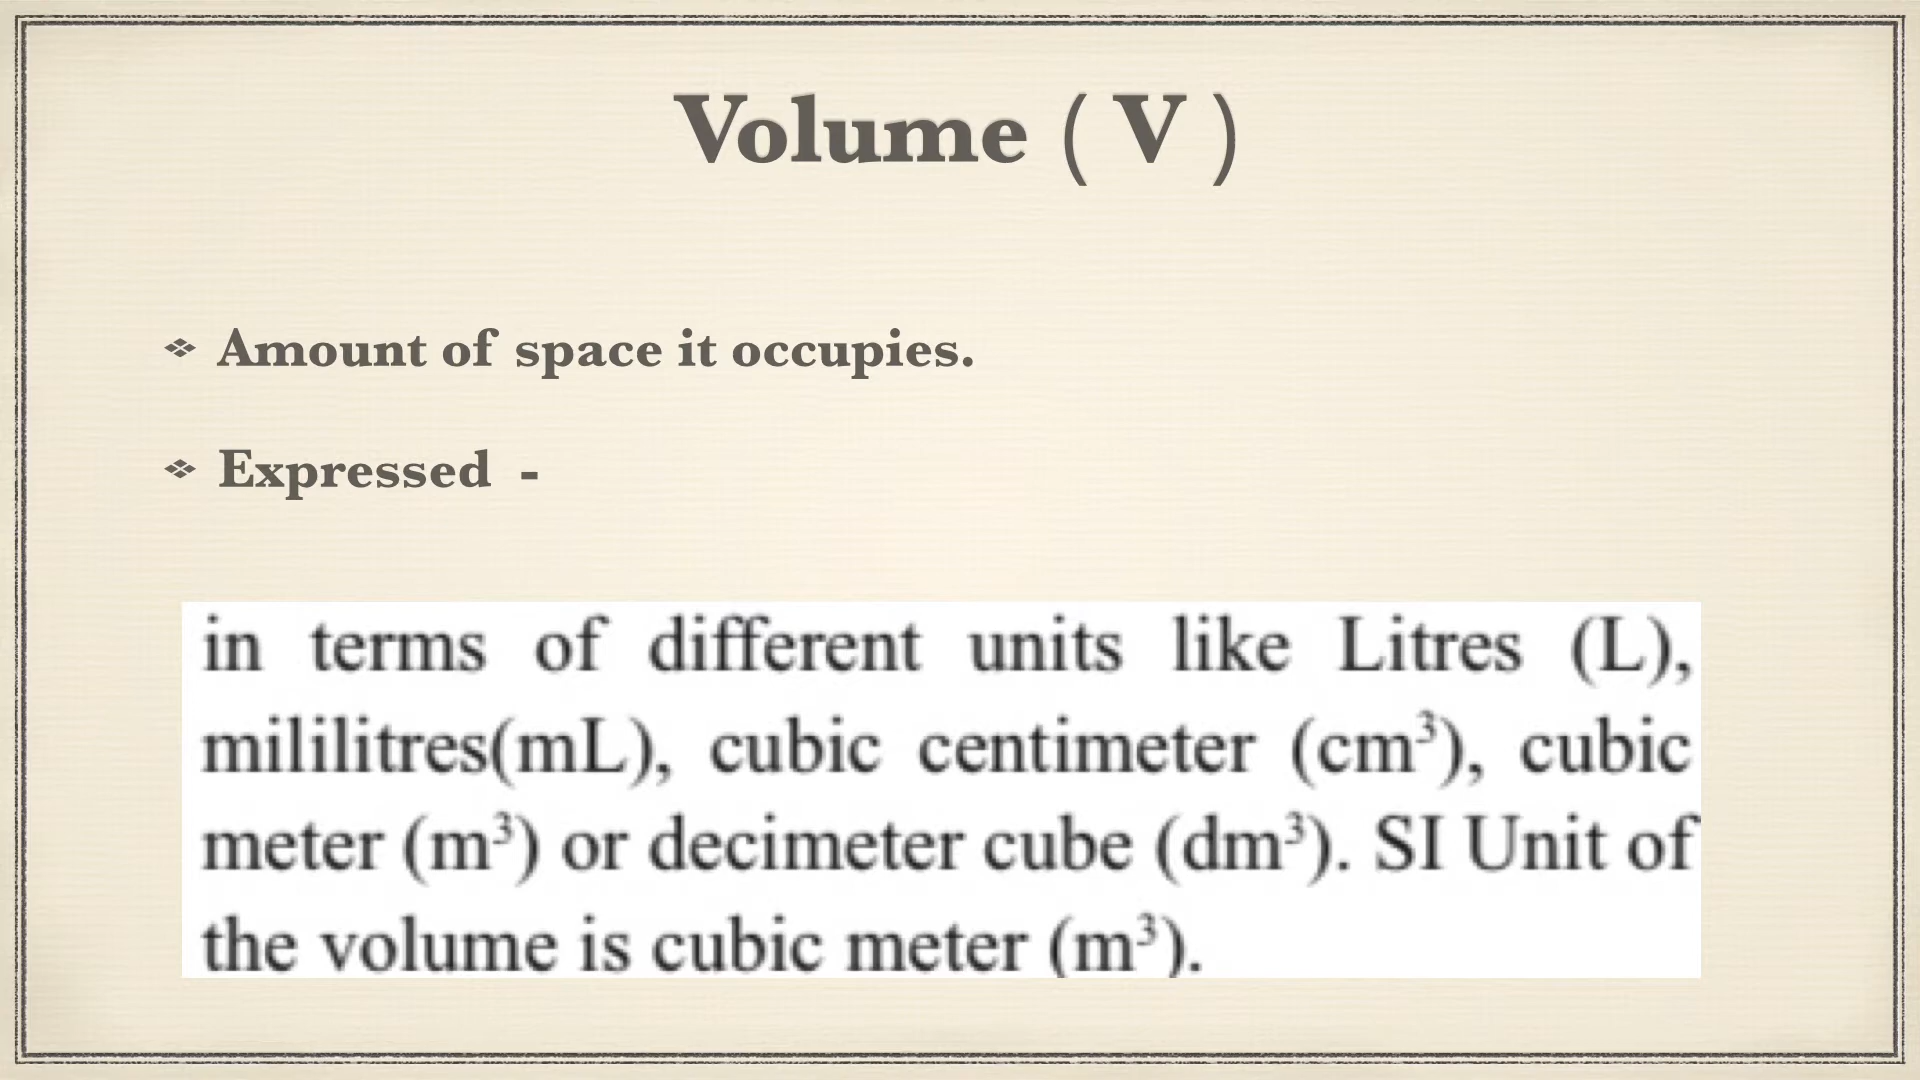 Volume ( V )
Amount of space it occupies.
Expressed -
in terms of different units like Litres (L),
mililitres(mL), cubic centimeter (cm³), cubic
meter (m³) or decimeter cube (dm³). SI Unit of
the volume is cubic meter (m³).